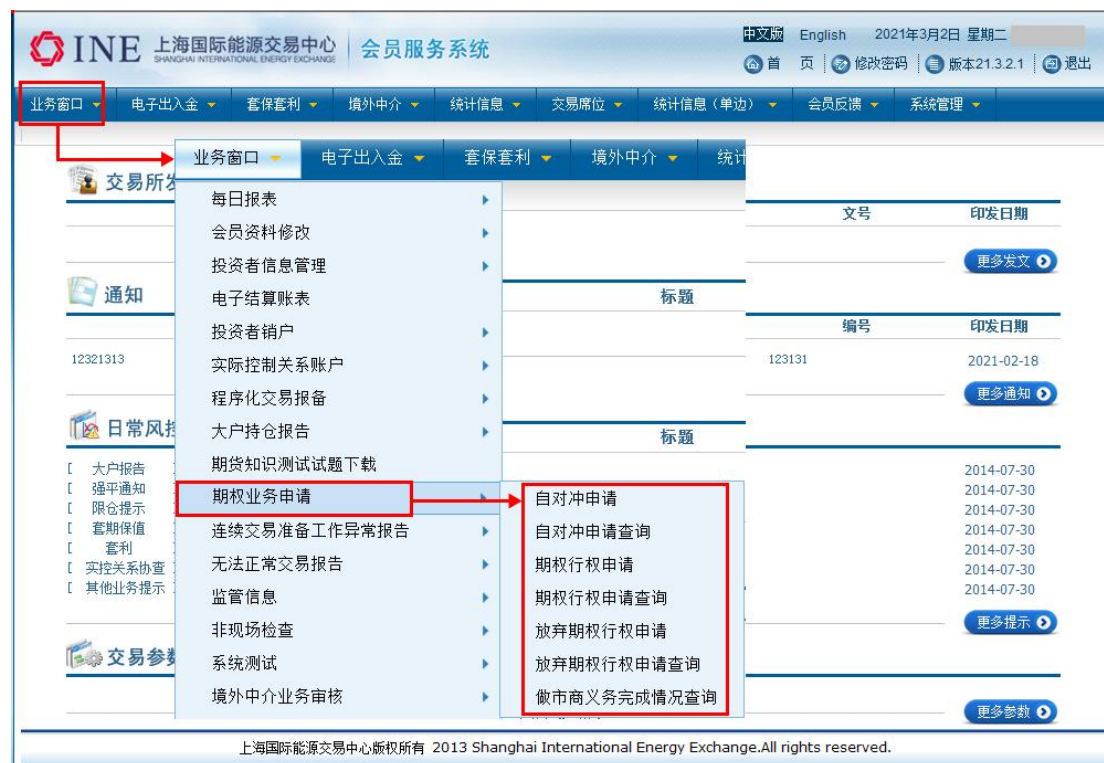 INE 上海国际能源交易中心 会员服务系统
SHANGHAI INTERNATIONAL ENERGY EXCHANGE
中文版 English 2021年3月2日 星期二
首 页 修改密码 版本21.3.2.1 退出
业务窗口 电子出入金 套保套利 境外中介 统计信息 交易席位 统计信息（单边） 会员反馈 系统管理
业务窗口 电子出入金 套保套利 境外中介 统计
交易所发
文号 印发日期
更多发文
通知 标题
编号 印发日期
12321313 123131 2021-02-18
更多通知
日常风控 标题
[ 大户报告 2014-07-30
[ 强平通知 2014-07-30
[ 限仓提示 2014-07-30
[ 套期保值 2014-07-30
[ 套利 2014-07-30
[ 实控关系协查 2014-07-30
[ 其他业务提示 2014-07-30
更多提示
交易参数
更多参数
每日报表
会员资料修改
投资者信息管理
电子结算账表
投资者销户
实际控制关系账户
程序化交易报备
大户持仓报告
期货知识测试试题下载
期权业务申请
连续交易准备工作异常报告
无法正常交易报告
监管信息
非现场检查
系统测试
境外中介业务审核
自对冲申请
自对冲申请查询
期权行权申请
期权行权申请查询
放弃期权行权申请
放弃期权行权申请查询
做市商义务完成情况查询
上海国际能源交易中心版权所有 2013 Shanghai International Energy Exchange.All rights reserved.